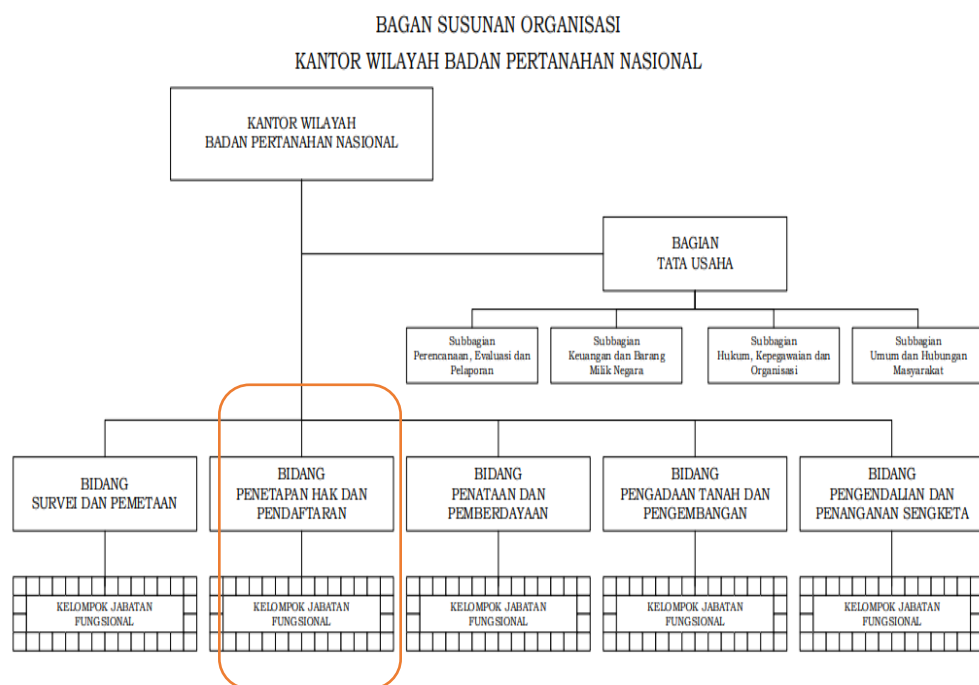 BAGAN SUSUNAN ORGANISASI
KANTOR WILAYAH BADAN PERTANAHAN NASIONAL
KANTOR WILAYAH
BADAN PERTANAHAN NASIONAL
BAGIAN
TATA USAHA
Subbagian
Perencanaan, Evaluasi dan
Pelaporan
Subbagian
Keuangan dan Barang
Milik Negara
Subbagian
Hukum, Kepegawaian dan
Organisasi
Subbagian
Umum dan Hubungan
Masyarakat
BIDANG
SURVEI DAN PEMETAAN
BIDANG
PENETAPAN HAK DAN
PENDAFTARAN
BIDANG
PENATAAN DAN
PEMBERDAYAAN
BIDANG
PENGADAAN TANAH DAN
PENGEMBANGAN
BIDANG
PENGENDALIAN DAN
PENANGANAN SENGKETA
KELOMPOK JABATAN
FUNGSIONAL
KELOMPOK JABATAN
FUNGSIONAL
KELOMPOK JABATAN
FUNGSIONAL
KELOMPOK JABATAN
FUNGSIONAL
KELOMPOK JABATAN
FUNGSIONAL